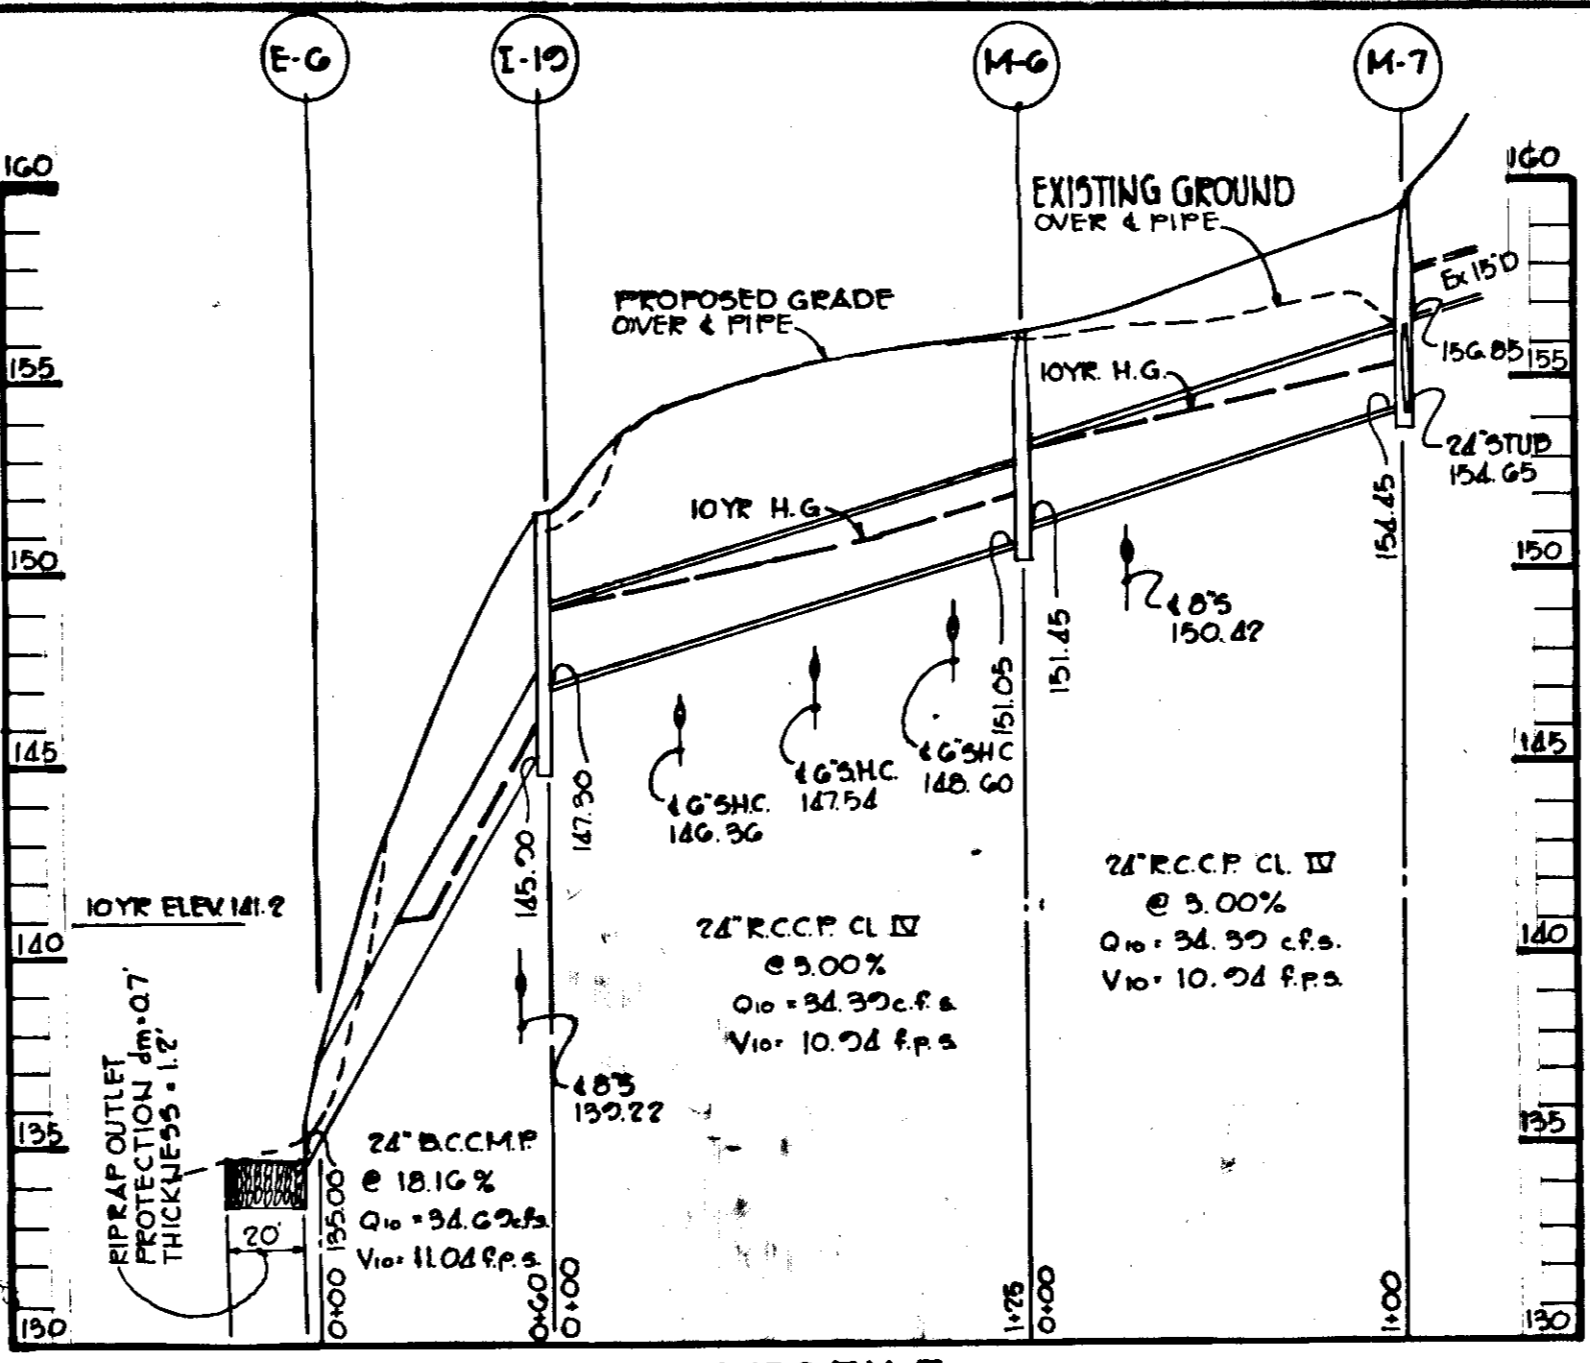 E-6
I-19
M-6
M-7
160
160
EXISTING GROUND
OVER ℄ PIPE
PROPOSED GRADE
OVER ℄ PIPE
Ex 15"D
156.85
10YR. H.G.
155
155
24" STUB
154.65
154.45
10YR H.G.
150
150
℄ 8"S
150.42
151.05
151.45
℄ 6"SHC
148.60
℄ 6"S.H.C.
147.54
℄ 6"SHC.
146.36
145
145
145.90
147.30
24" R.C.C.P. CL. IV
@ 3.00%
Q10 = 34.39 c.f.s.
V10 = 10.94 f.p.s.
24" R.C.C.P. CL IV
@ 3.00%
Q10 = 34.39 c.f.s
V10 = 10.94 f.p.s
10YR ELEV. 141.2
140
140
℄ 8"S
139.22
RIPRAP OUTLET
PROTECTION dm=0.7'
THICKNESS = 1.2'
135
135
24" B.C.C.M.P.
@ 18.16 %
Q10 = 34.69 c.f.s.
V10 = 11.04 f.p.s.
20'
135.00
0+00
0+60
0+00
1+25
0+00
1+00
130
130